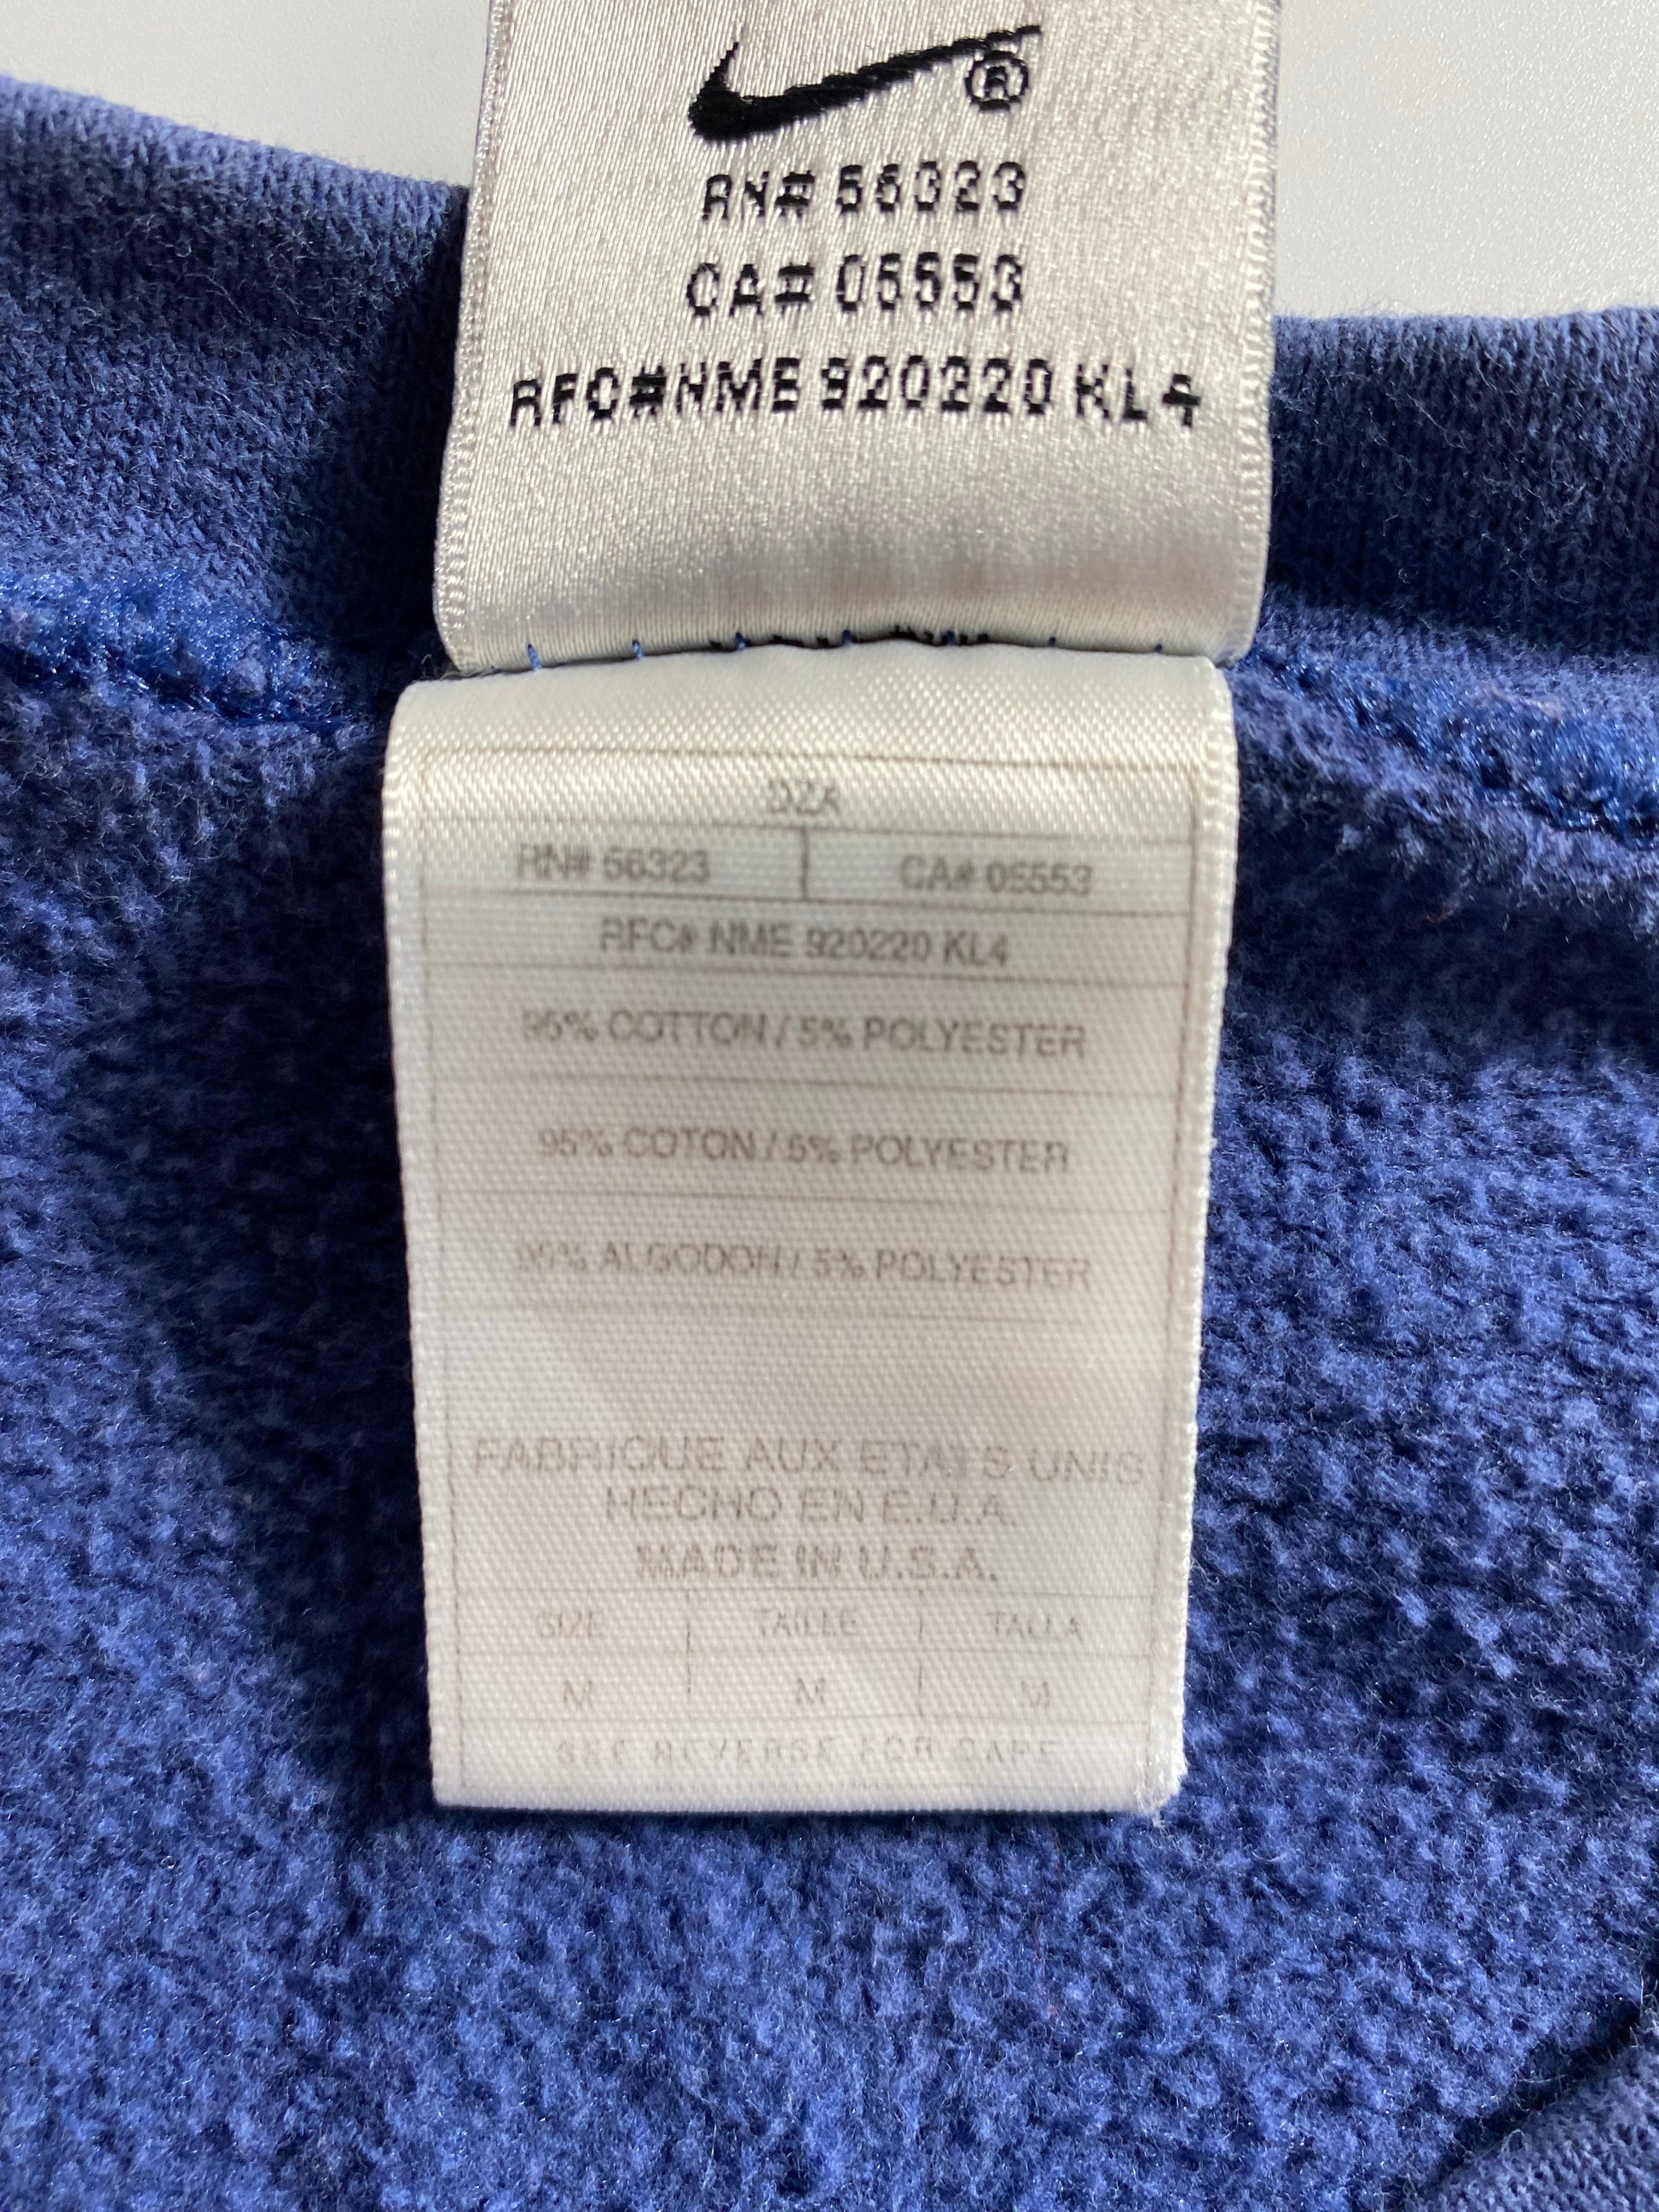 ®
RN# 56323
CA# 05553
RFC#NME 920220 KL4
DZA
RN# 56323 CA# 05553
RFC# NME 920220 KL4
95% COTTON / 5% POLYESTER
95% COTON / 5% POLYESTER
95% ALGODON / 5% POLYESTER
FABRIQUE AUX ETATS UNIS
HECHO EN E.U.A.
MADE IN U.S.A.
SIZE TAILLE TALLA
M M M
SEE REVERSE FOR CARE